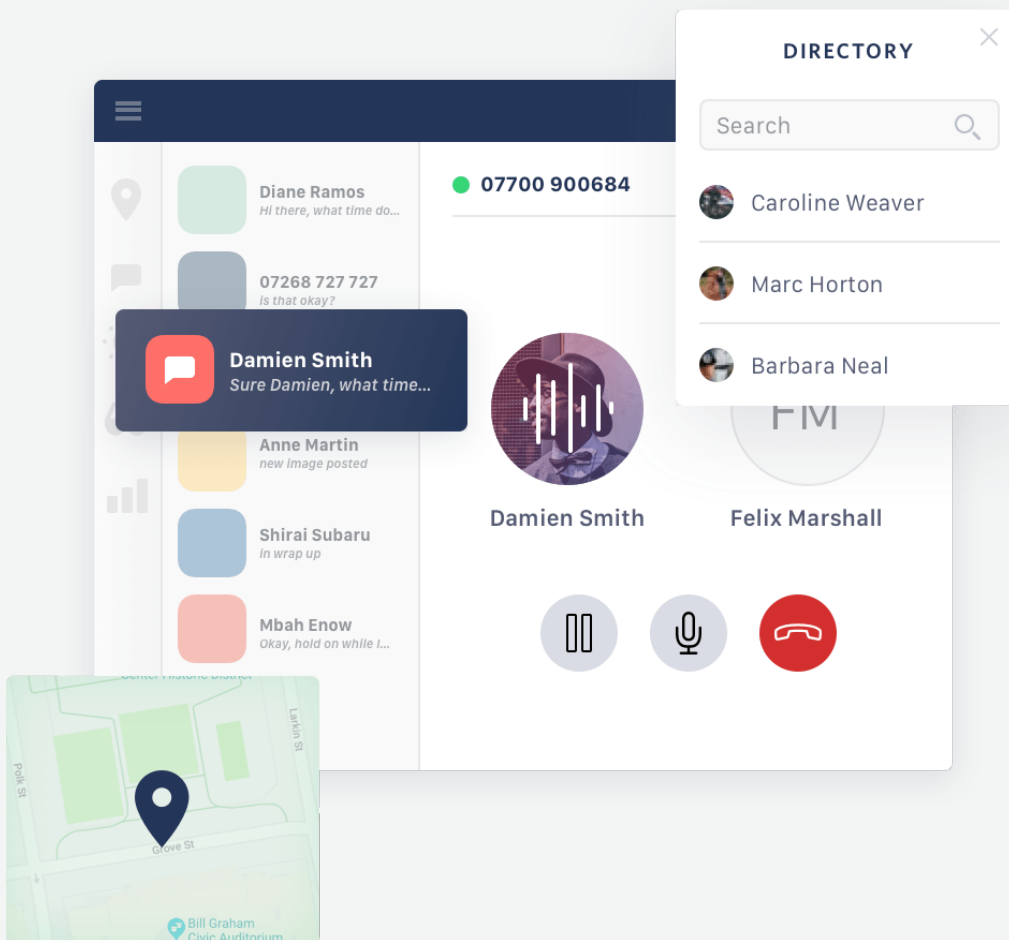 DIRECTORY
Search
Caroline Weaver
Marc Horton
Barbara Neal
Diane Ramos
Hi there, what time do...
07268 727 727
is that okay?
Damien Smith
Sure Damien, what time...
Anne Martin
new image posted
Shirai Subaru
in wrap up
Mbah Enow
Okay, hold on while I...
07700 900684
FM
Damien Smith
Felix Marshall
Center Historic District
Larkin St
Polk St
Grove St
Bill Graham
Civic Auditorium